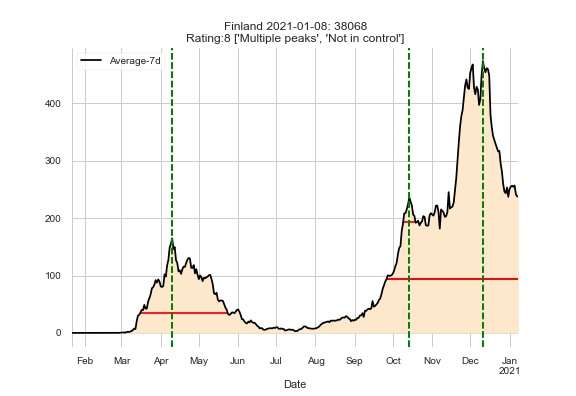 Finland 2021-01-08: 38068
Rating:8 ['Multiple peaks', 'Not in control']
Average-7d
400
300
200
100
0
Feb Mar Apr May Jun Jul Aug Sep Oct Nov Dec Jan
2021
Date